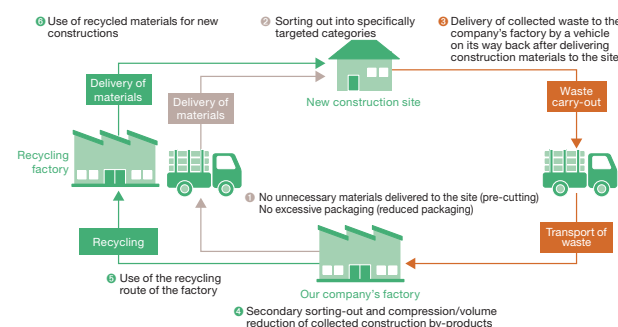 ❻ Use of recycled materials for new
constructions
❷ Sorting out into specifically
targeted categories
❸ Delivery of collected waste to the
company's factory by a vehicle
on its way back after delivering
construction materials to the site
Delivery of
materials
Delivery of
materials
New construction site
Waste
carry-out
Recycling
factory
❶ No unnecessary materials delivered to the site (pre-cutting)
No excessive packaging (reduced packaging)
Recycling
Transport of
waste
❺ Use of the recycling
route of the factory
Our company's factory
❹ Secondary sorting-out and compression/volume
reduction of collected construction by-products